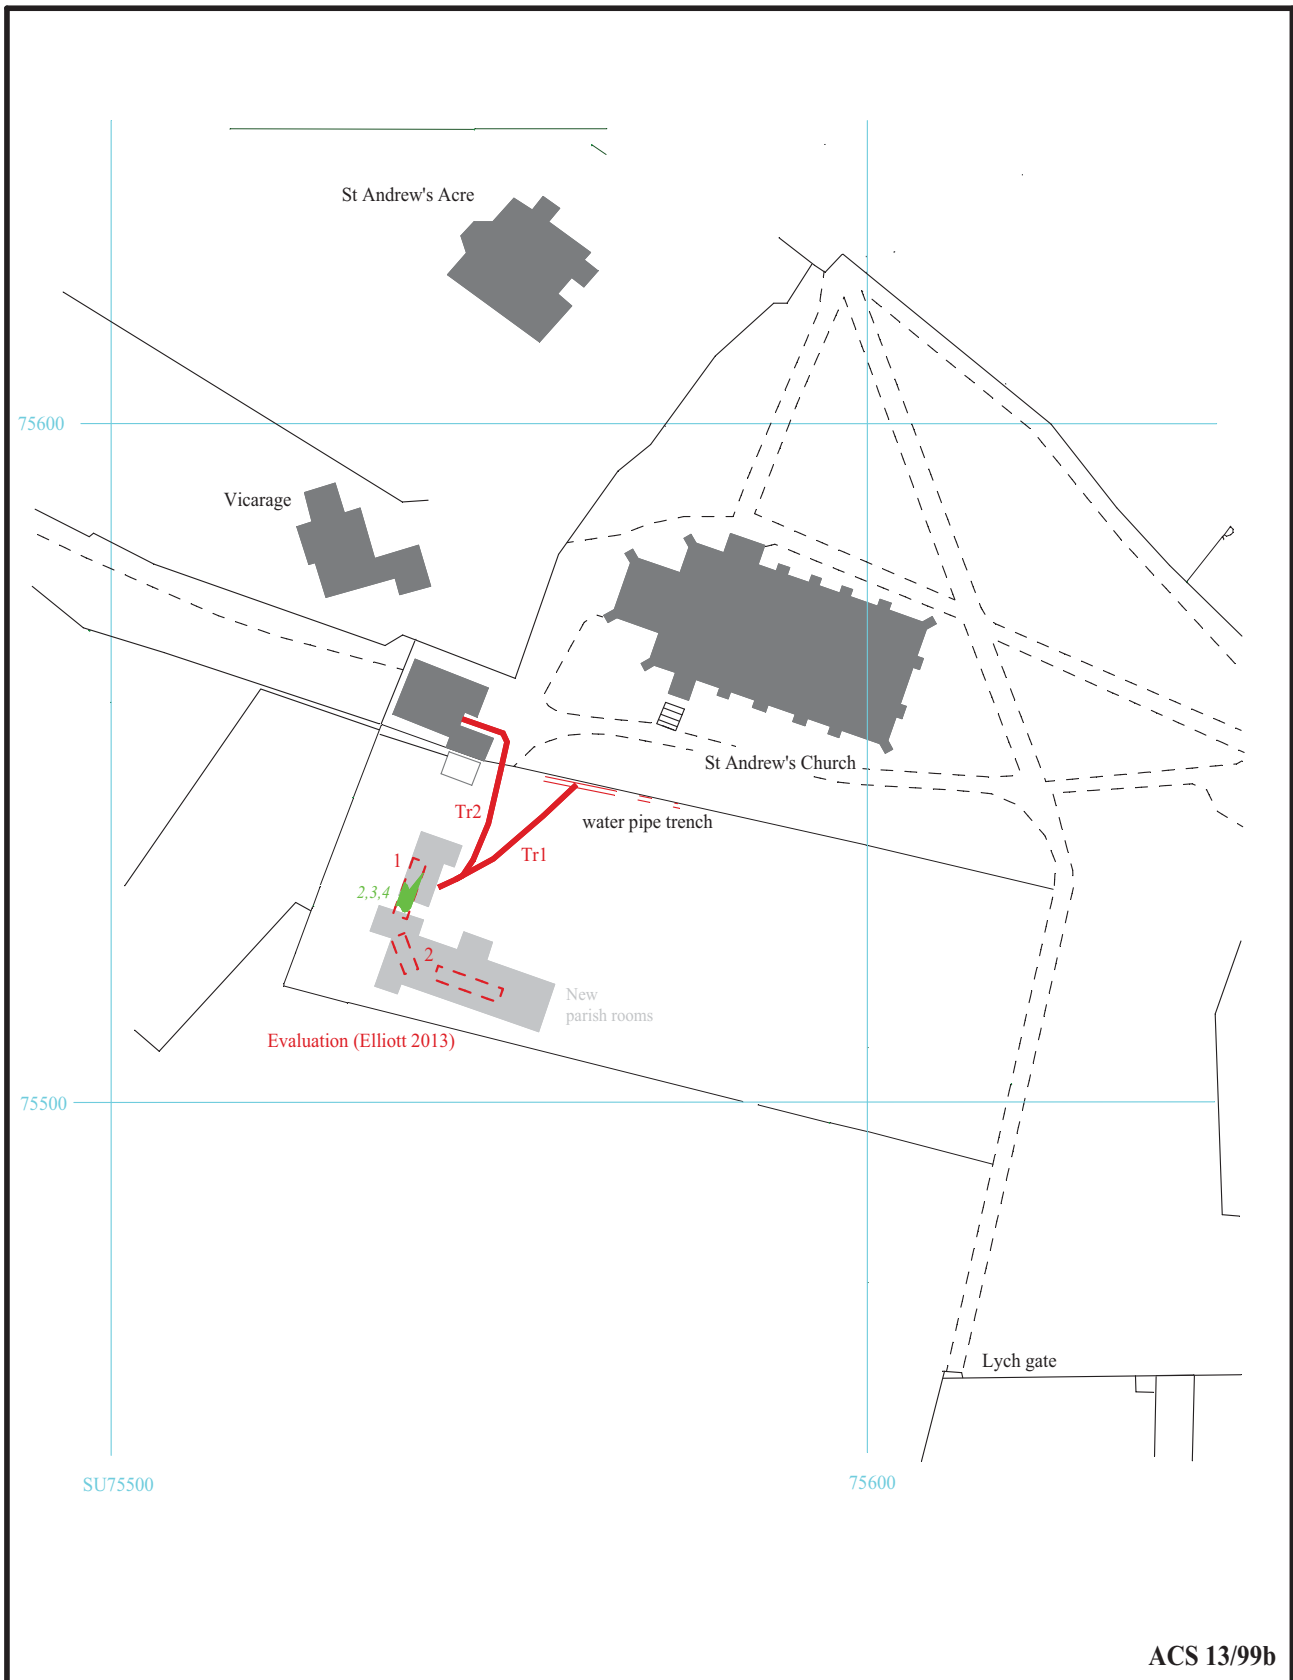 St Andrew's Acre
75600
Vicarage
St Andrew's Church
Tr2
water pipe trench
Tr1
1
2,3,4
2
New
parish rooms
Evaluation (Elliott 2013)
75500
Lych gate
SU75500
75600
ACS 13/99b